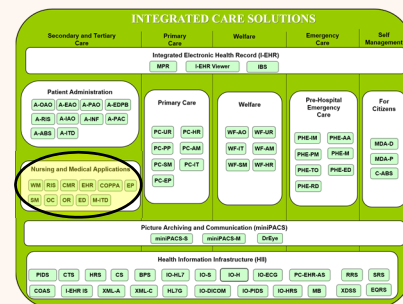 INTEGRATED CARE SOLUTIONS
Secondary and Tertiary Care
Primary Care
Welfare
Emergency Care
Self Management
Integrated Electronic Health Record (I-EHR)
MPR I-EHR Viewer IBS
Patient Administration
A-OAO A-EAO A-PAO A-EDPB
A-RIS A-IAO A-INF A-PAC
A-ABS A-ITD
Nursing and Medical Applications
WM RIS CMR EHR COPPA EP
SM OC OR ED M-ITD
Primary Care
PC-UR PC-HR
PC-PP PC-AM
PC-SM PC-IT
PC-EP
Welfare
WF-AO WF-UR
WF-IT WF-AM
WF-SM WF-HR
Pre-Hospital
Emergency
Care
PHE-IM PHE-AA
PHE-PM PHE-M
PHE-TO PHE-ED
PHE-RD
For
Citizens
MDA-D
MDA-P
C-ABS
Picture Archiving and Communication (miniPACS)
miniPACS-S miniPACS-M DrEye
Health Information Infrastructure (HII)
PIDS CTS HRS CS BPS IO-HL7 IO-S IO-H IO-ECG PC-EHR-AS RRS SRS
COAS I-EHR IS XML-A XML-C HL7G IO-DICOM IO-PIDS IO-HRS MB XDSS EQRS